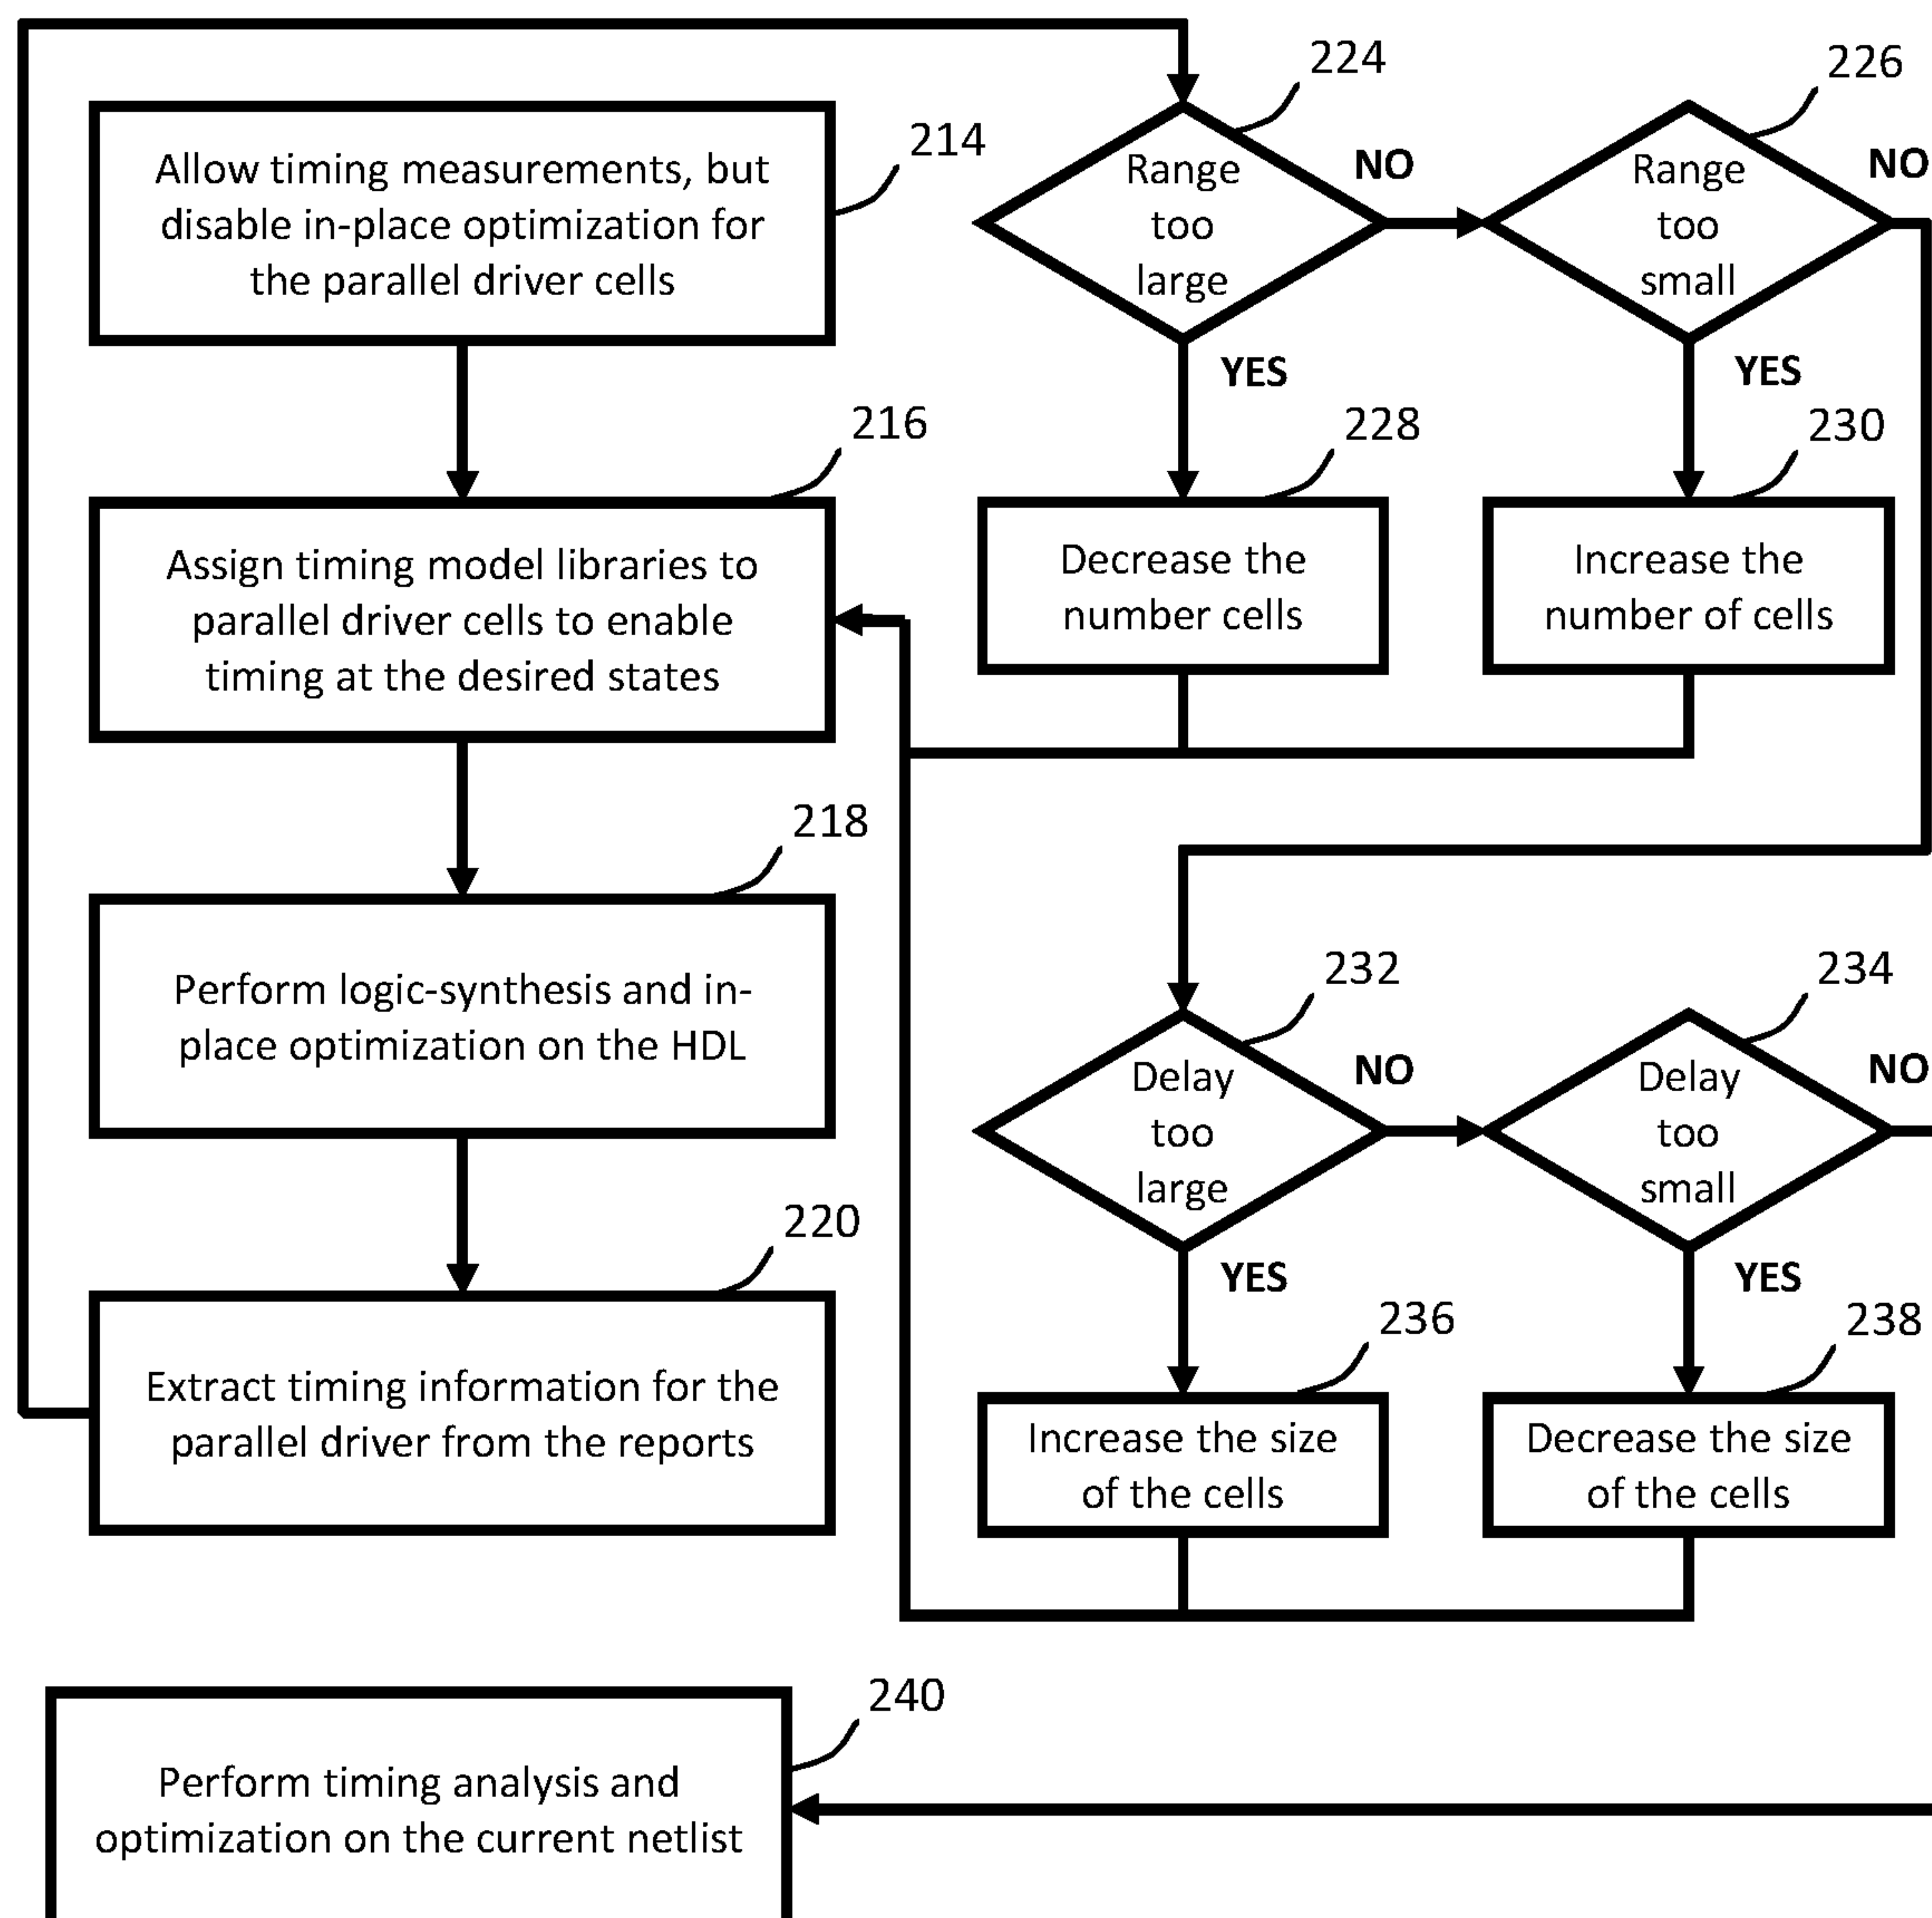 214
Allow timing measurements, but
disable in-place optimization for
the parallel driver cells
216
Assign timing model libraries to
parallel driver cells to enable
timing at the desired states
218
Perform logic-synthesis and in-
place optimization on the HDL
220
Extract timing information for the
parallel driver from the reports
224
Range
too
large
NO
YES
226
Range
too
small
NO
YES
228
Decrease the
number cells
230
Increase the
number of cells
232
Delay
too
large
NO
YES
234
Delay
too
small
NO
YES
236
Increase the size
of the cells
238
Decrease the size
of the cells
240
Perform timing analysis and
optimization on the current netlist